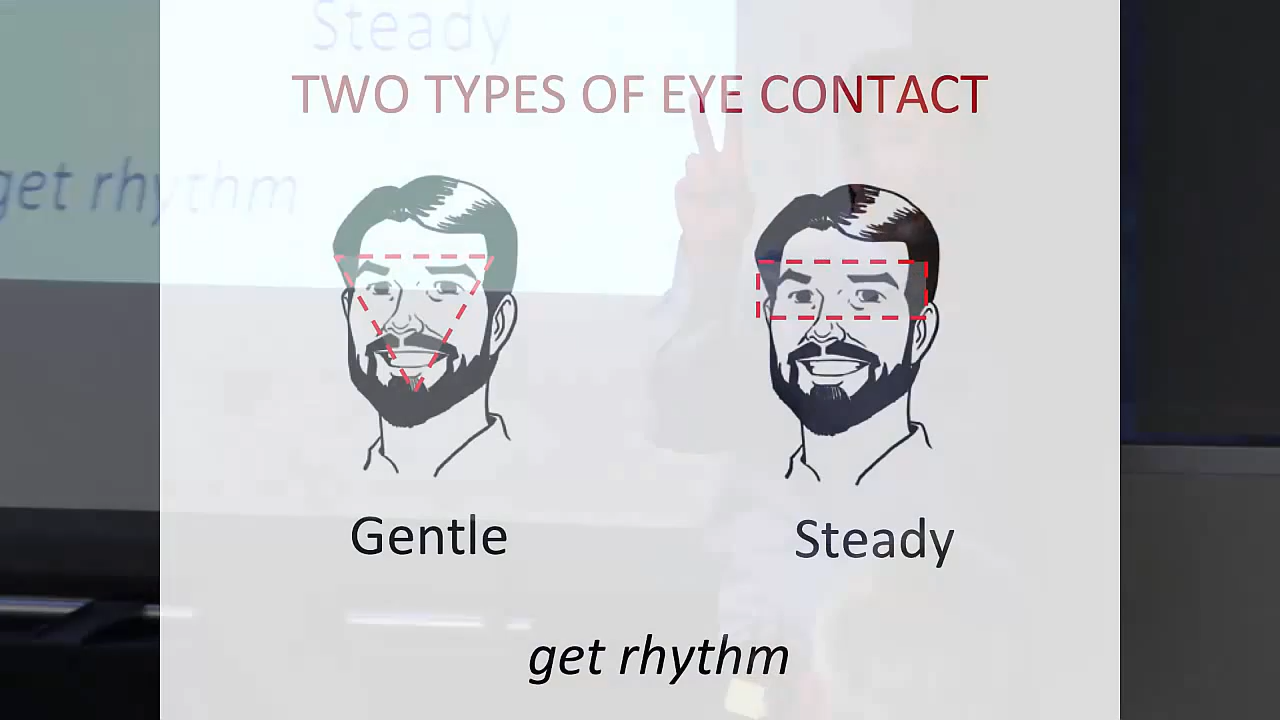 Steady
TWO TYPES OF EYE CONTACT
get rhythm
Gentle
Steady
get rhythm